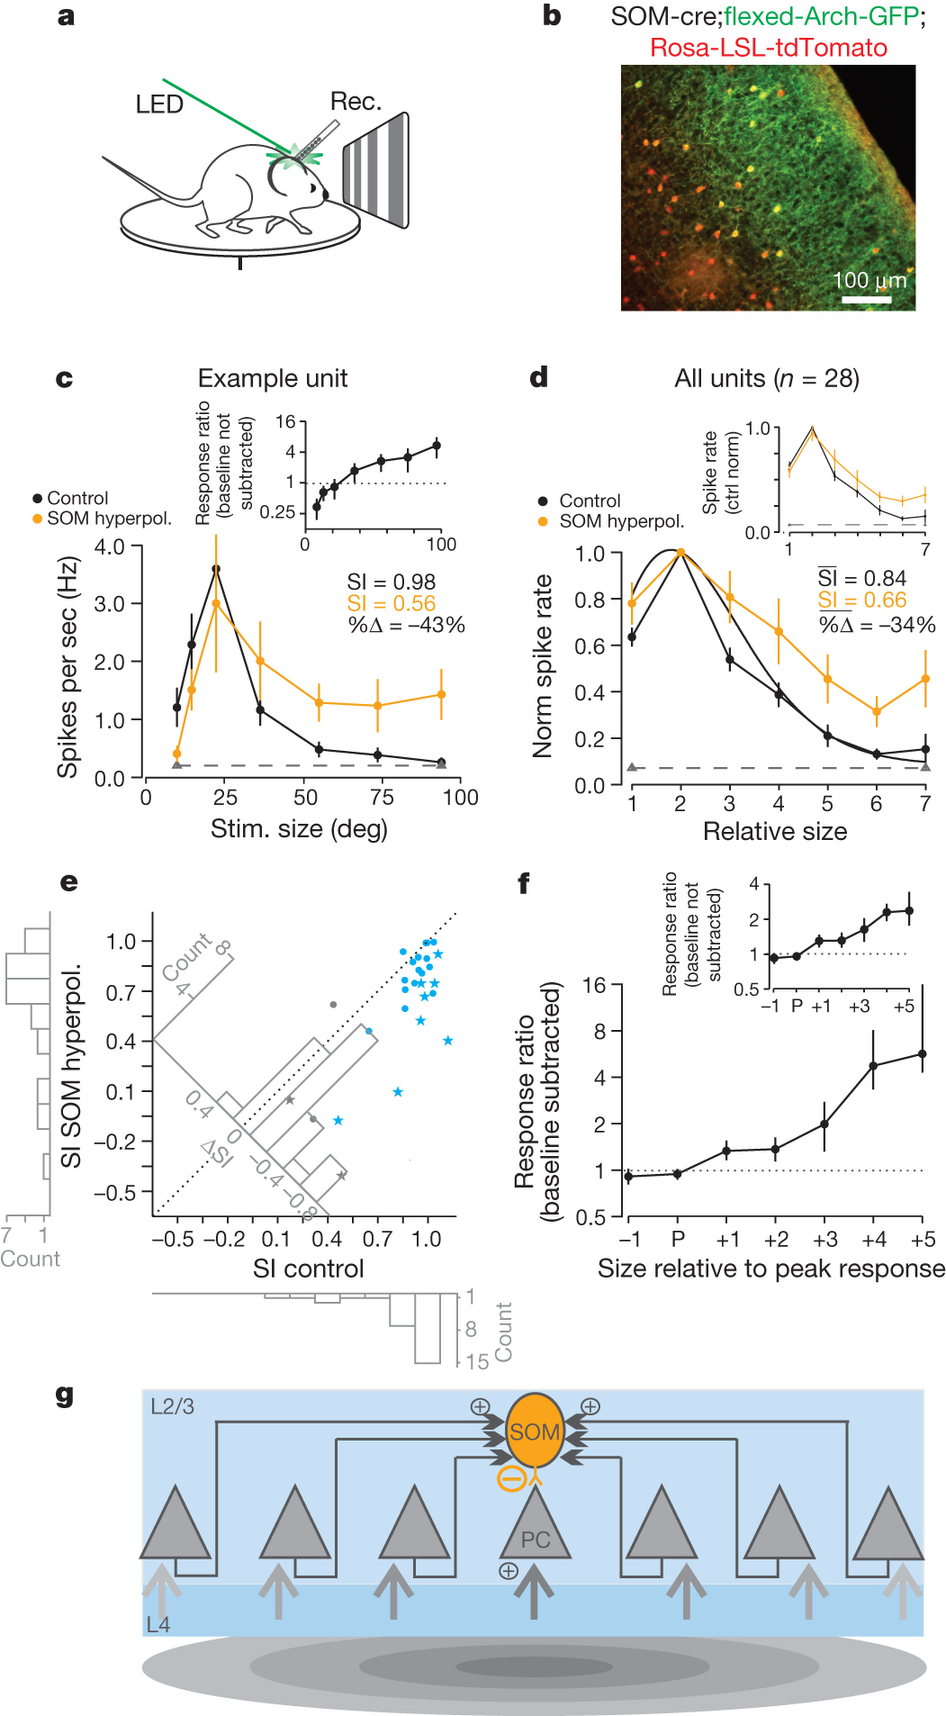 a
LED
Rec.
b
SOM-cre;flexed-Arch-GFP;
Rosa-LSL-tdTomato
100 μm
c
Example unit
Control
SOM hyperpol.
Response ratio
(baseline not
subtracted)
16
4
1
0.25
0
100
SI = 0.98
SI = 0.56
%Δ = –43%
Spikes per sec (Hz)
4.0
3.0
2.0
1.0
0.0
0
25
50
75
100
Stim. size (deg)
d
All units (n = 28)
Control
SOM hyperpol.
Spike rate
(ctrl norm)
1.0
0.0
1
7
SI = 0.84
SI = 0.66
%Δ = –34%
Norm spike rate
1.0
0.8
0.6
0.4
0.2
0.0
1
2
3
4
5
6
7
Relative size
e
SI SOM hyperpol.
1.0
0.7
0.4
0.1
–0.2
–0.5
Count
4
8
0.4
0
–0.4
–0.8
ΔSI
7
1
Count
–0.5
–0.2
0.1
0.4
0.7
1.0
SI control
1
8
15
Count
f
Response ratio
(baseline not
subtracted)
4
2
1
0.5
–1
P
+1
+3
+5
Response ratio
(baseline subtracted)
16
8
4
2
1
0.5
–1
P
+1
+2
+3
+4
+5
Size relative to peak response
g
L2/3
SOM
PC
L4